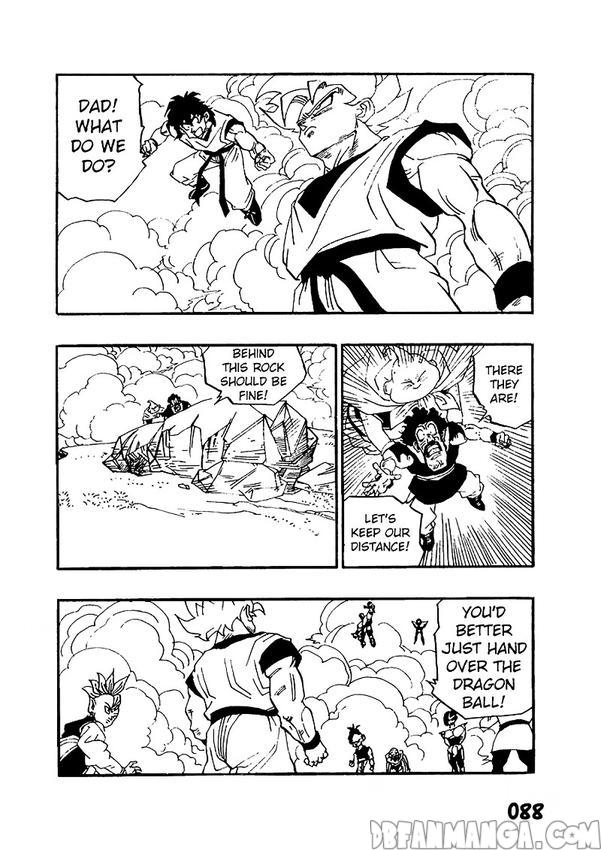 DAD!
WHAT
DO WE
DO?
BEHIND
THIS ROCK
SHOULD BE
FINE!
THERE
THEY
ARE!
LET'S
KEEP OUR
DISTANCE!
YOU'D
BETTER
JUST HAND
OVER THE
DRAGON
BALL!
088
DBFANMANGA.COM